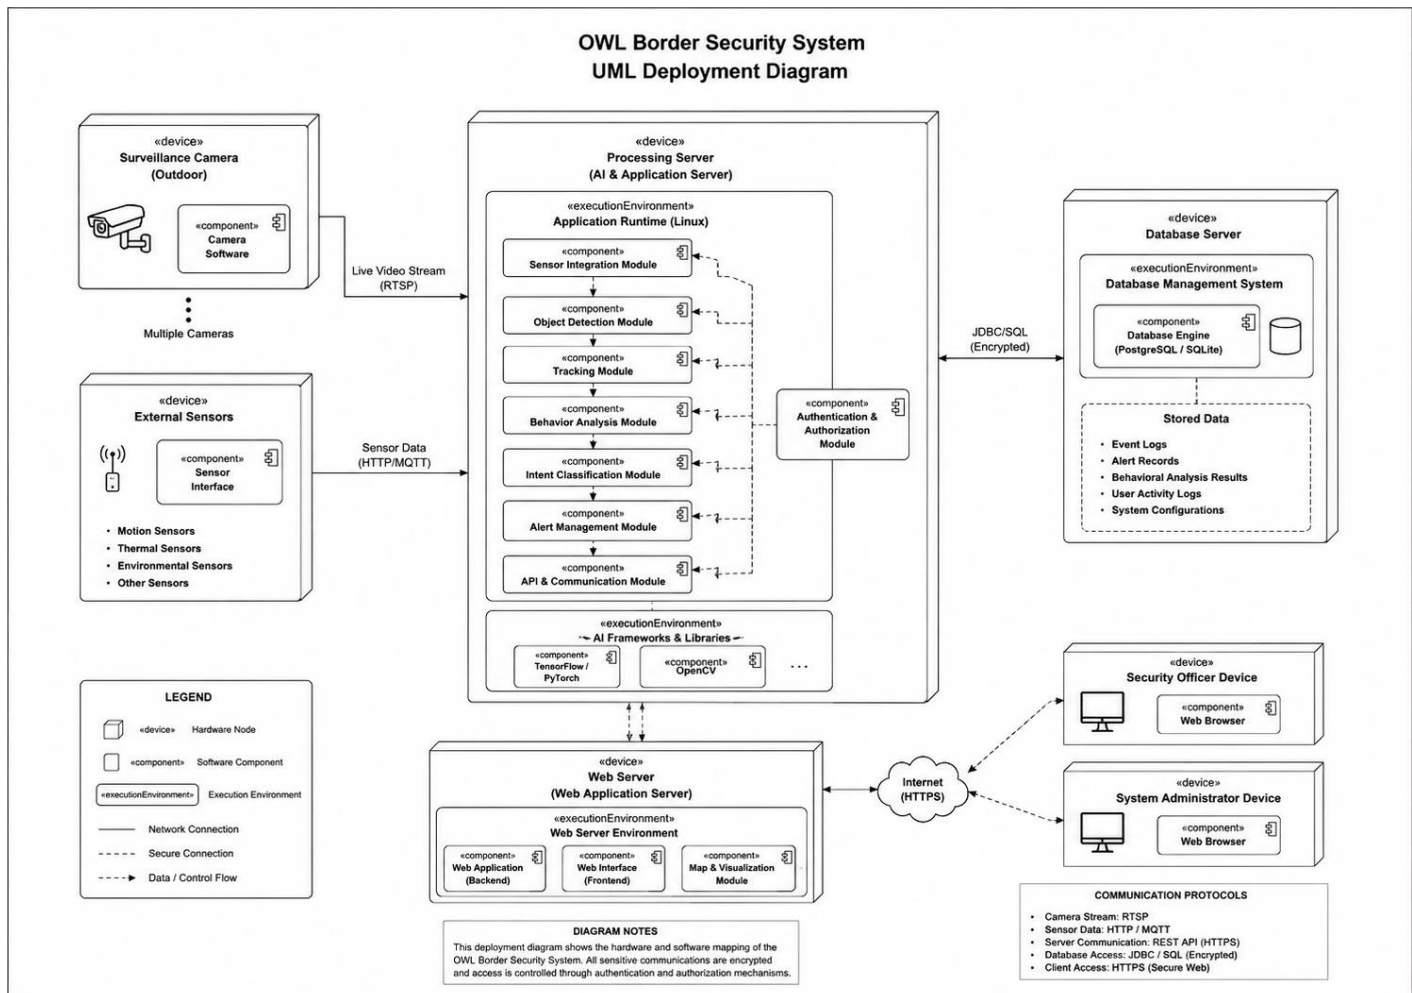 OWL Border Security System
UML Deployment Diagram
«device»
Surveillance Camera
(Outdoor)
«component»
Camera
Software
Multiple Cameras
Live Video Stream
(RTSP)
«device»
External Sensors
«component»
Sensor
Interface
• Motion Sensors
• Thermal Sensors
• Environmental Sensors
• Other Sensors
Sensor Data
(HTTP/MQTT)
«device»
Processing Server
(AI & Application Server)
«executionEnvironment»
Application Runtime (Linux)
«component»
Sensor Integration Module
«component»
Object Detection Module
«component»
Tracking Module
«component»
Behavior Analysis Module
«component»
Intent Classification Module
«component»
Alert Management Module
«component»
API & Communication Module
«component»
Authentication &
Authorization
Module
«executionEnvironment»
AI Frameworks & Libraries
«component»
TensorFlow /
PyTorch
«component»
OpenCV
...
JDBC/SQL
(Encrypted)
«device»
Database Server
«executionEnvironment»
Database Management System
«component»
Database Engine
(PostgreSQL / SQLite)
Stored Data
• Event Logs
• Alert Records
• Behavioral Analysis Results
• User Activity Logs
• System Configurations
LEGEND
«device» Hardware Node
«component» Software Component
«executionEnvironment» Execution Environment
Network Connection
Secure Connection
Data / Control Flow
«device»
Web Server
(Web Application Server)
«executionEnvironment»
Web Server Environment
«component»
Web Application
(Backend)
«component»
Web Interface
(Frontend)
«component»
Map & Visualization
Module
Internet
(HTTPS)
«device»
Security Officer Device
«component»
Web Browser
«device»
System Administrator Device
«component»
Web Browser
DIAGRAM NOTES
This deployment diagram shows the hardware and software mapping of the
OWL Border Security System. All sensitive communications are encrypted
and access is controlled through authentication and authorization mechanisms.
COMMUNICATION PROTOCOLS
• Camera Stream: RTSP
• Sensor Data: HTTP / MQTT
• Server Communication: REST API (HTTPS)
• Database Access: JDBC / SQL (Encrypted)
• Client Access: HTTPS (Secure Web)